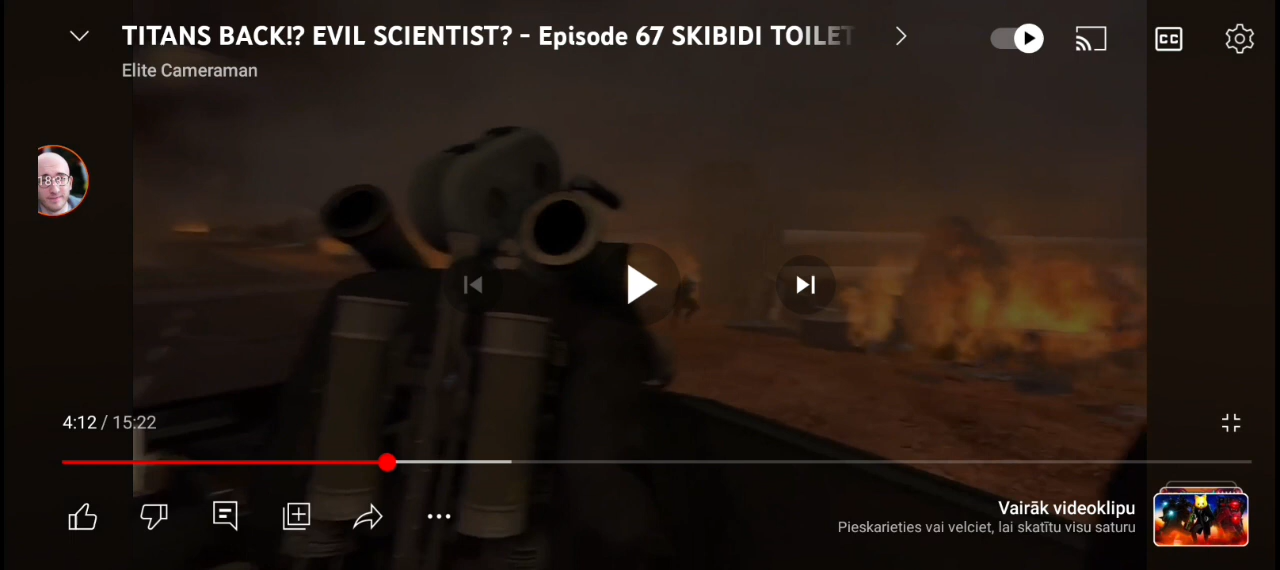 TITANS BACK!? EVIL SCIENTIST? - Episode 67 SKIBIDI TOILET
Elite Cameraman
CC
4:12 / 15:22
Vairāk videoklipu
Pieskarieties vai velciet, lai skatītu visu saturu